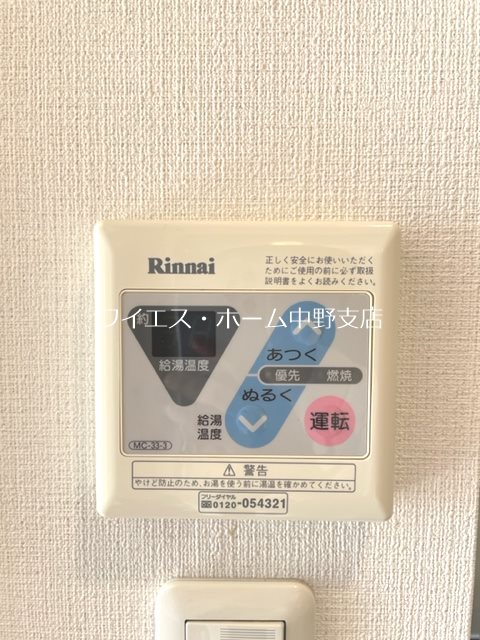 Rinnai
正しく安全にお使いいただく
ためにご使用の前に必ず取扱
説明書をよくお読みください。
約
ワイエス・ホーム中野支店
給湯温度
あつく
優先 燃焼
ぬるく
給湯
温度
運転
MC-33-3
⚠ 警告
やけど防止のため、お湯を使う前に湯温を確かめてください。
フリーダイヤル
0120-054321